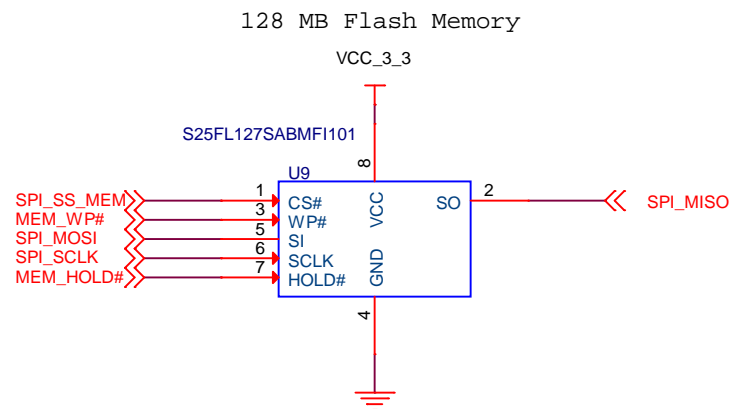 128 MB Flash Memory
VCC_3_3
S25FL127SABMFI101
U9
8
SPI_SS_MEM 1 CS# VCC SO 2 SPI_MISO
MEM_WP# 3 WP#
SPI_MOSI 5 SI
SPI_SCLK 6 SCLK
MEM_HOLD# 7 HOLD# GND
4